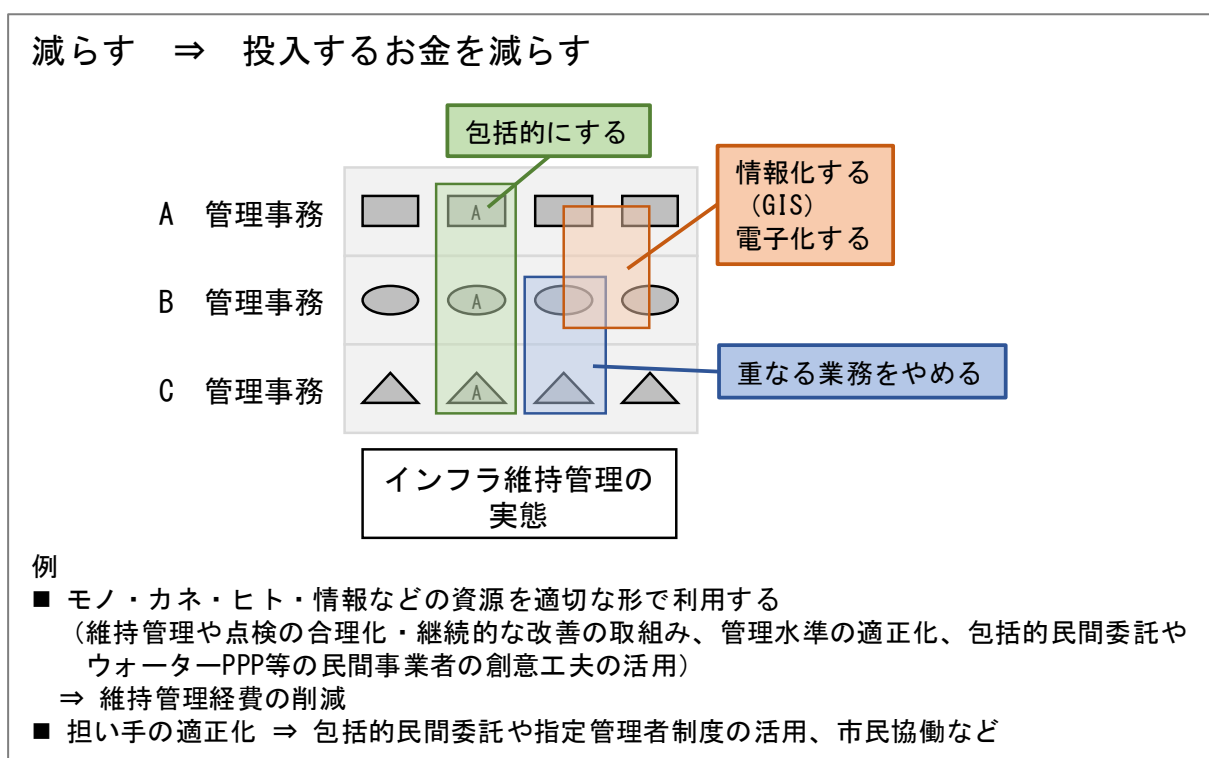 減らす ⇒ 投入するお金を減らす
包括的にする
情報化する
(GIS)
電子化する
A 管理事務
A
B 管理事務
A
重なる業務をやめる
C 管理事務
A
インフラ維持管理の
実態
例
■ モノ・カネ・ヒト・情報などの資源を適切な形で利用する
(維持管理や点検の合理化・継続的な改善の取組み、管理水準の適正化、包括的民間委託や
ウォーターPPP等の民間事業者の創意工夫の活用)
⇒ 維持管理経費の削減
■ 担い手の適正化 ⇒ 包括的民間委託や指定管理者制度の活用、市民協働など